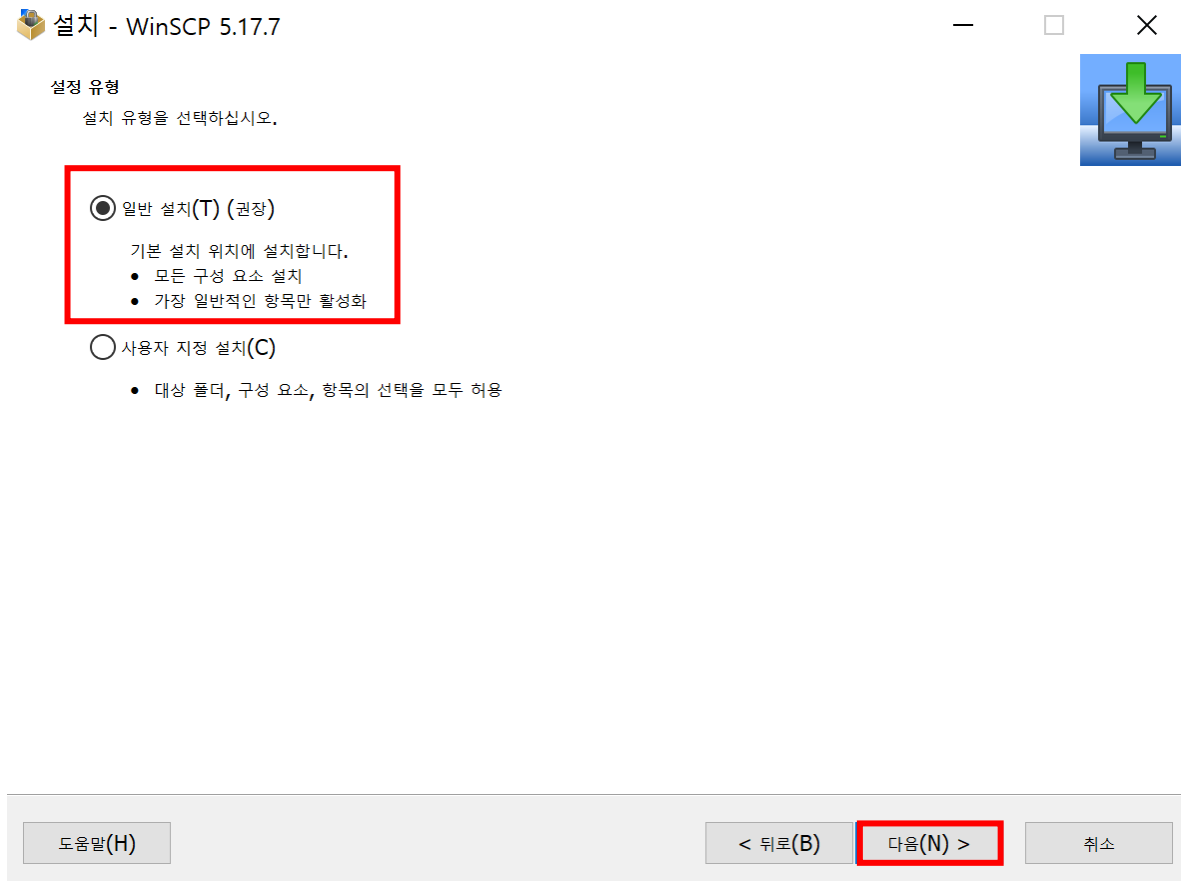 설치 - WinSCP 5.17.7
설정 유형
설치 유형을 선택하십시오.
일반 설치(T) (권장)
기본 설치 위치에 설치합니다.
• 모든 구성 요소 설치
• 가장 일반적인 항목만 활성화
사용자 지정 설치(C)
• 대상 폴더, 구성 요소, 항목의 선택을 모두 허용
도움말(H)
< 뒤로(B)
다음(N) >
취소